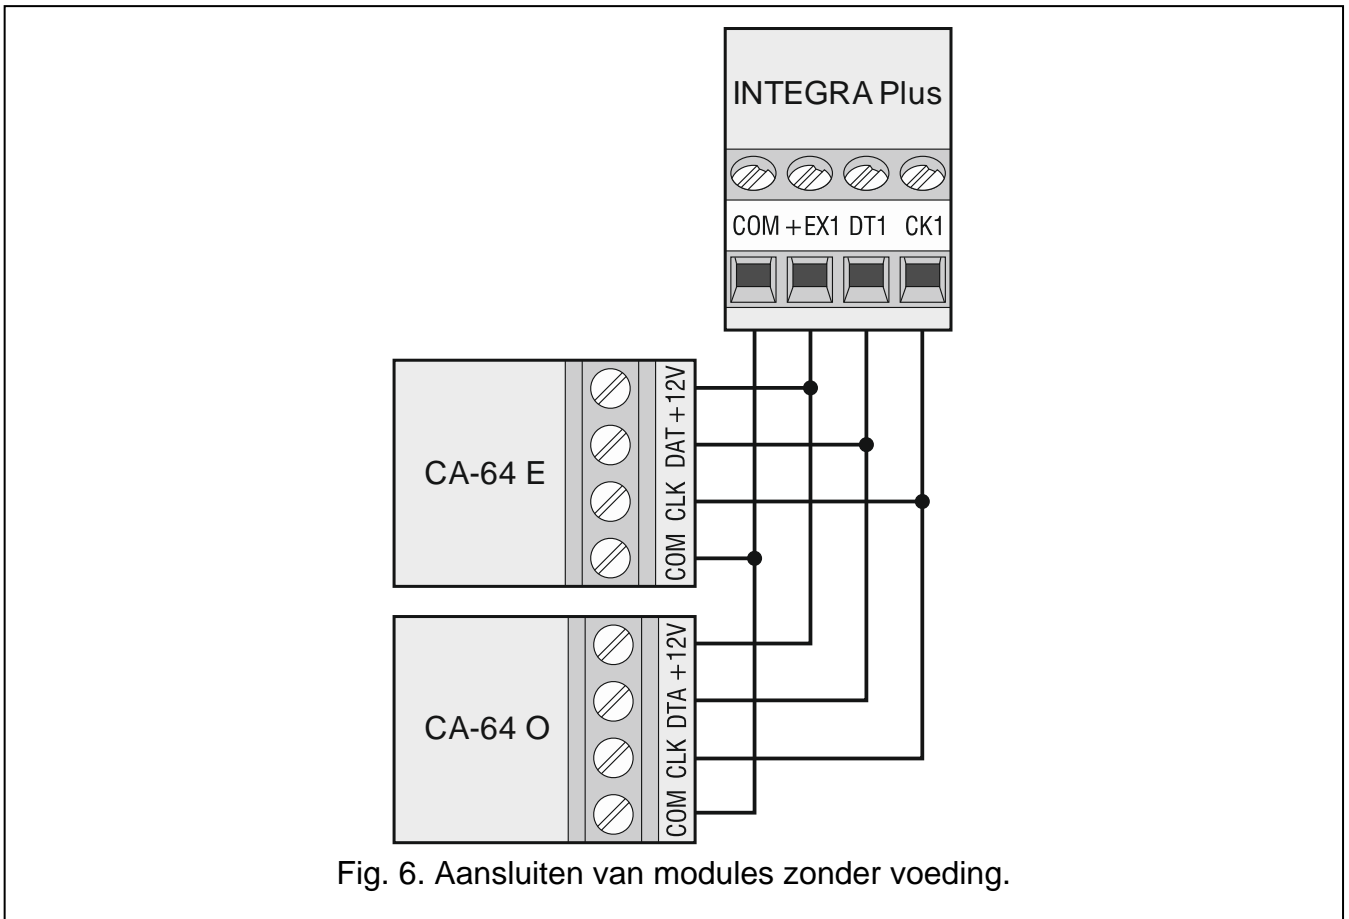 INTEGRA Plus
COM +EX1 DT1 CK1
CA-64 E
+12V
DAT
CLK
COM
CA-64 O
+12V
DTA
CLK
COM
Fig. 6. Aansluiten van modules zonder voeding.